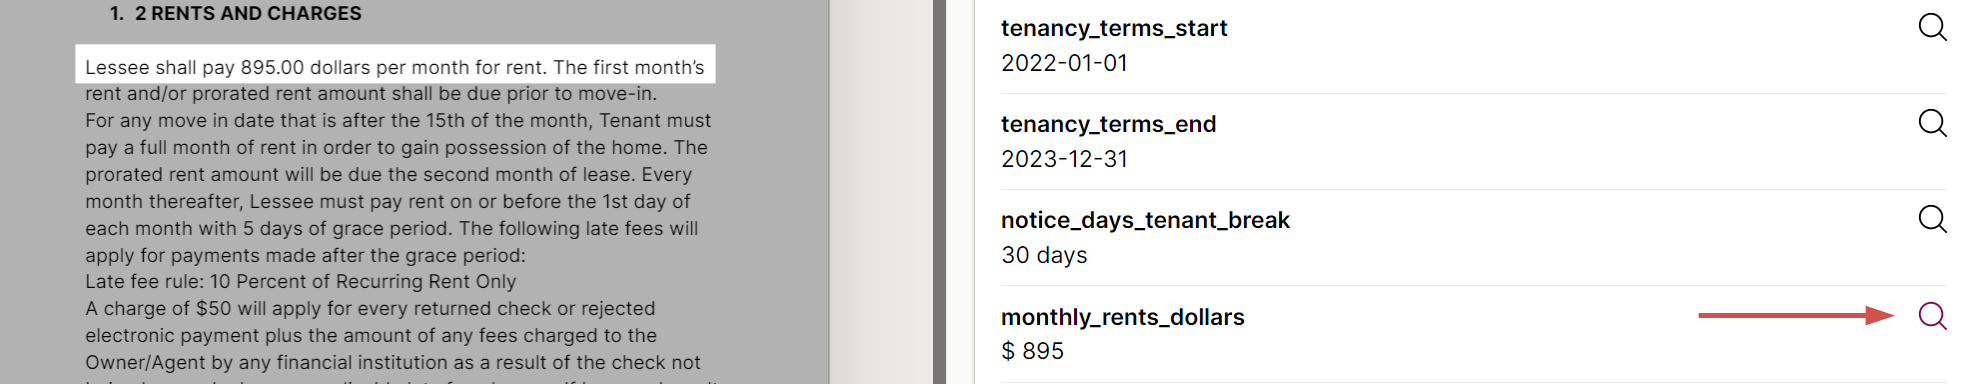 1. 2 RENTS AND CHARGES
Lessee shall pay 895.00 dollars per month for rent. The first month’s
rent and/or prorated rent amount shall be due prior to move-in.
For any move in date that is after the 15th of the month, Tenant must
pay a full month of rent in order to gain possession of the home. The
prorated rent amount will be due the second month of lease. Every
month thereafter, Lessee must pay rent on or before the 1st day of
each month with 5 days of grace period. The following late fees will
apply for payments made after the grace period:
Late fee rule: 10 Percent of Recurring Rent Only
A charge of $50 will apply for every returned check or rejected
electronic payment plus the amount of any fees charged to the
Owner/Agent by any financial institution as a result of the check not
tenancy_terms_start
2022-01-01
tenancy_terms_end
2023-12-31
notice_days_tenant_break
30 days
monthly_rents_dollars
$ 895